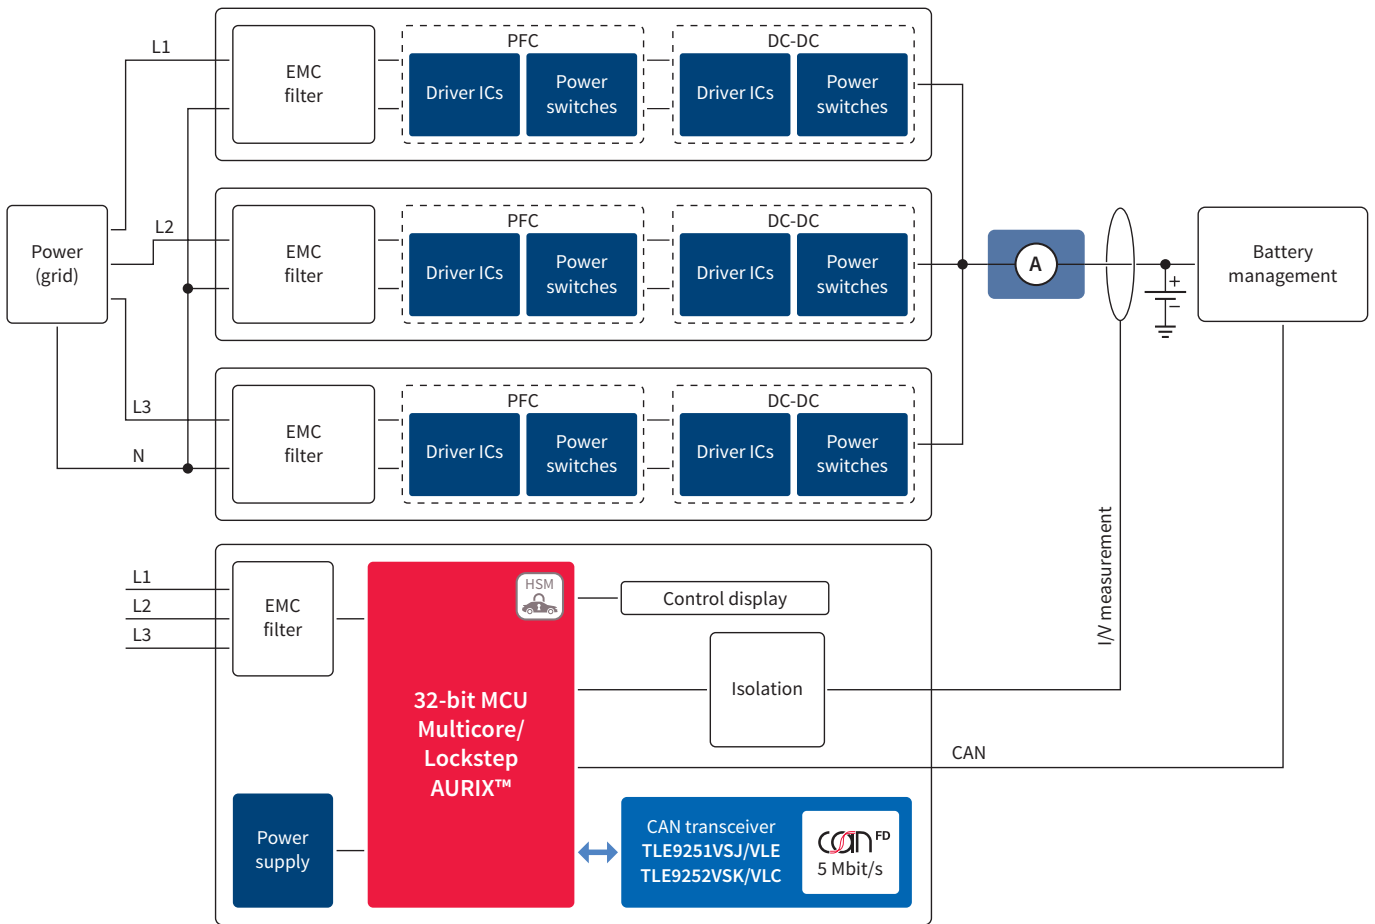 L1
EMC
filter
PFC
Driver ICs
Power
switches
DC-DC
Driver ICs
Power
switches
Power
(grid)
L2
EMC
filter
PFC
Driver ICs
Power
switches
DC-DC
Driver ICs
Power
switches
A
+
−
Battery
management
L3
N
EMC
filter
PFC
Driver ICs
Power
switches
DC-DC
Driver ICs
Power
switches
I/V measurement
L1
L2
L3
EMC
filter
HSM
32-bit MCU
Multicore/
Lockstep
AURIX™
Control display
Isolation
CAN
Power
supply
CAN transceiver
TLE9251VSJ/VLE
TLE9252VSK/VLC
CAN FD
5 Mbit/s